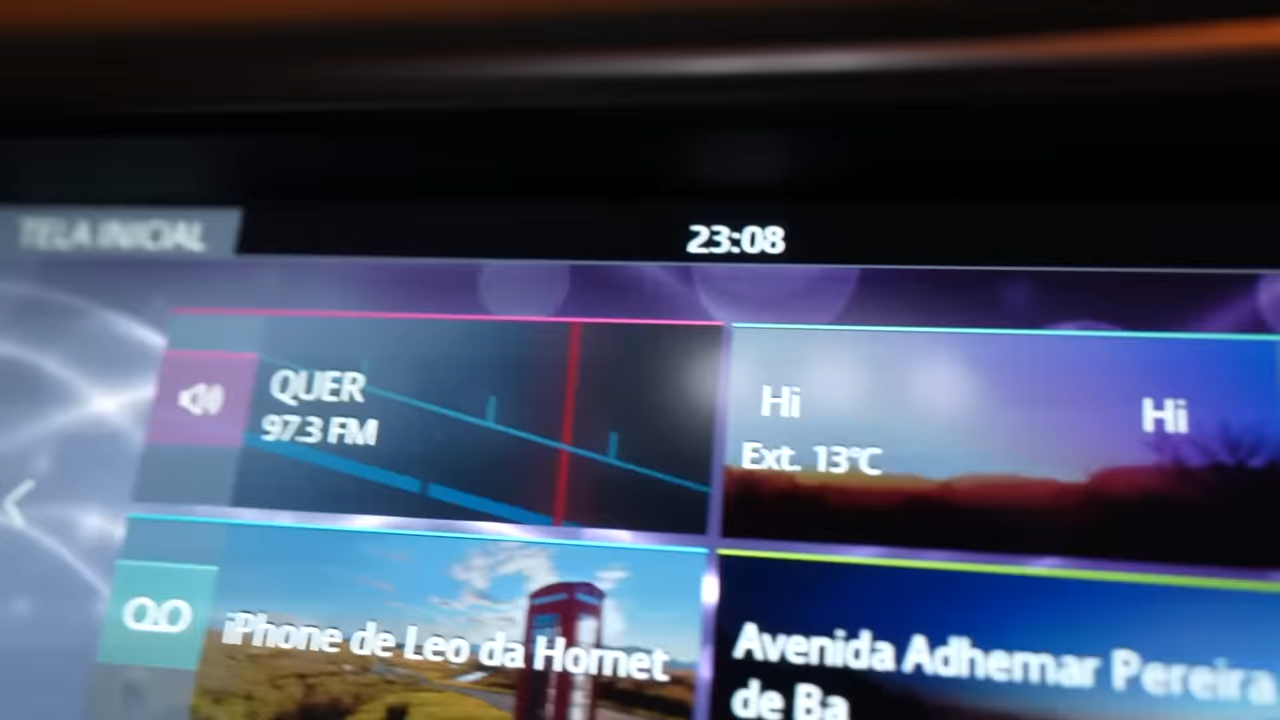 TELA INICIAL
23:08
QUER
97.3 FM
Hi
Hi
Ext. 13°C
iPhone de Leo da Hornet
Avenida Adhemar Pereira
de Ba